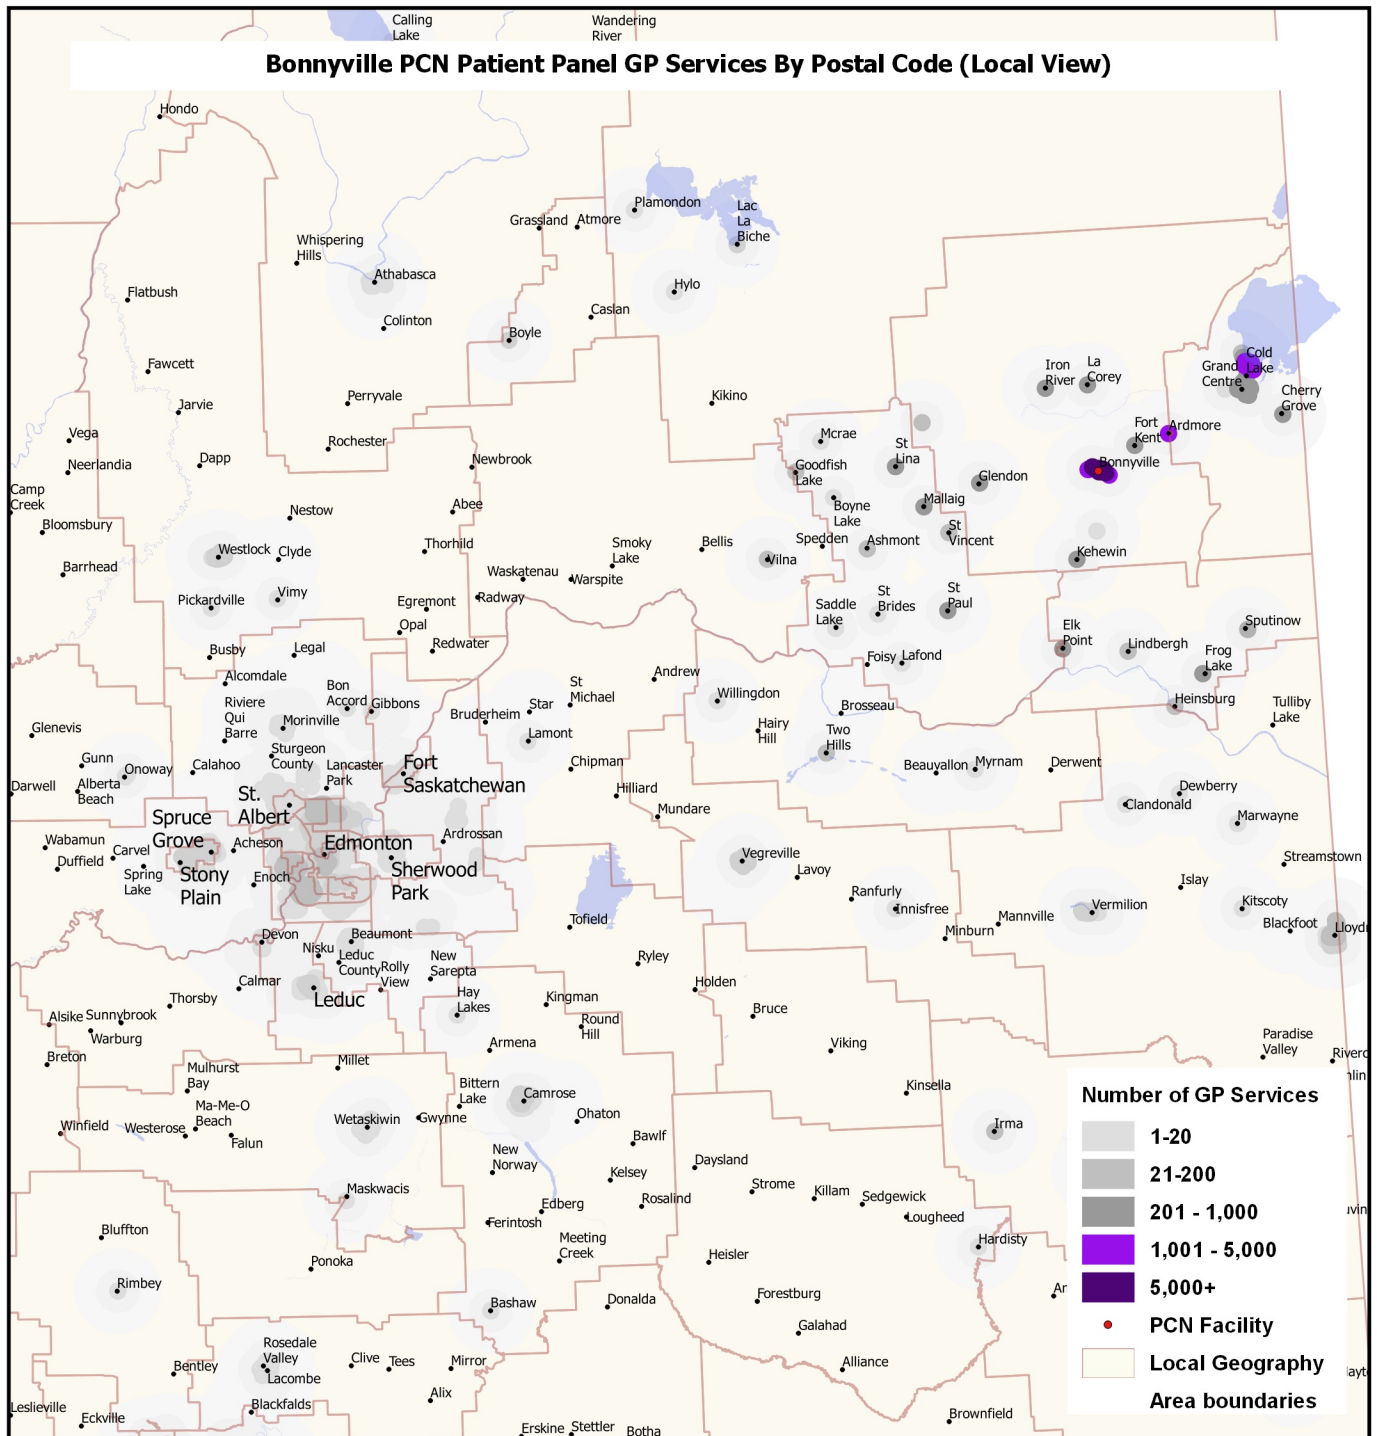 Calling
Lake
Wandering
River
Bonnyville PCN Patient Panel GP Services By Postal Code (Local View)
Hondo
Plamondon
Lac
La
Biche
Grassland
Atmore
Whispering
Hills
Athabasca
Hylo
Flatbush
Colinton
Caslan
Boyle
Cold
Lake
Grand
Centre
Iron
River
La
Corey
Fawcett
Cherry
Grove
Perryvale
Kikino
Jarvie
Fort
Kent
Ardmore
Vega
Rochester
Mcrae
St
Lina
Neerlandia
Dapp
Newbrook
Goodfish
Lake
Bonnyville
Glendon
Camp
Creek
Nestow
Abee
Boyne
Lake
Mallaig
Bloomsbury
St
Vincent
Westlock
Clyde
Thorhild
Smoky
Lake
Bellis
Spedden
Ashmont
Vilna
Kehewin
Barrhead
Waskatenau
Warspite
Pickardville
Vimy
Egremont
Radway
Saddle
Lake
St
Brides
St
Paul
Opal
Elk
Point
Sputinow
Busby
Legal
Redwater
Lindbergh
Foisy
Lafond
Frog
Lake
Alcomdale
Andrew
Riviere
Qui
Barre
Bon
Accord
Gibbons
St
Michael
Star
Willingdon
Brosseau
Heinsburg
Bruderheim
Morinville
Glenevis
Hairy
Hill
Tulliby
Lake
Lamont
Two
Hills
Sturgeon
County
Gunn
Onoway
Calahoo
Lancaster
Park
Fort
Saskatchewan
Chipman
Beauvallon
Myrnam
Derwent
Darwell
Alberta
Beach
Hilliard
Dewberry
St.
Albert
Clandonald
Spruce
Grove
Mundare
Marwayne
Wabamun
Carvel
Acheson
Edmonton
Ardrossan
Duffield
Spring
Lake
Stony
Plain
Enoch
Sherwood
Park
Vegreville
Lavoy
Streamstown
Islay
Ranfurly
Innisfree
Vermilion
Kitscoty
Tofield
Mannville
Blackfoot
Lloydr
Devon
Beaumont
Minburn
Nisku
Leduc
County
Rolly
View
New
Sarepta
Ryley
Calmar
Leduc
Hay
Lakes
Holden
Thorsby
Kingman
Alsike
Sunnybrook
Round
Hill
Bruce
Warburg
Armena
Viking
Paradise
Valley
Breton
Millet
Mulhurst
Bay
Bittern
Lake
Camrose
Kinsella
Ma-Me-O
Beach
Winfield
Westerose
Wetaskiwin
Gwynne
Ohaton
Irma
Falun
Bawlf
New
Norway
Daysland
Kelsey
Strome
Killam
Sedgewick
Maskwacis
Edberg
Rosalind
Lougheed
Bluffton
Ferintosh
Hardisty
Meeting
Creek
Heisler
Ponoka
Rimbey
Forestburg
Bashaw
Donalda
Galahad
Rosedale
Valley
Lacombe
Clive
Tees
Mirror
Alliance
Bentley
Alix
Blackfalds
Leslieville
Eckville
Brownfield
Erskine
Stettler
Botha
Number of GP Services
1-20
21-200
201 - 1,000
1,001 - 5,000
5,000+
PCN Facility
Local Geography
Area boundaries